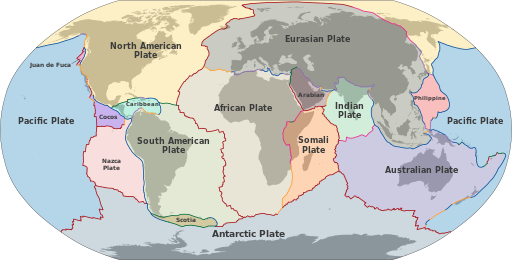 North American
Plate
Eurasian Plate
Juan de Fuca
Caribbean
Cocos
Arabian
Philippine
Pacific Plate
African Plate
Indian
Plate
Pacific Plate
South American
Plate
Somali
Plate
Nazca
Plate
Australian Plate
Scotia
Antarctic Plate